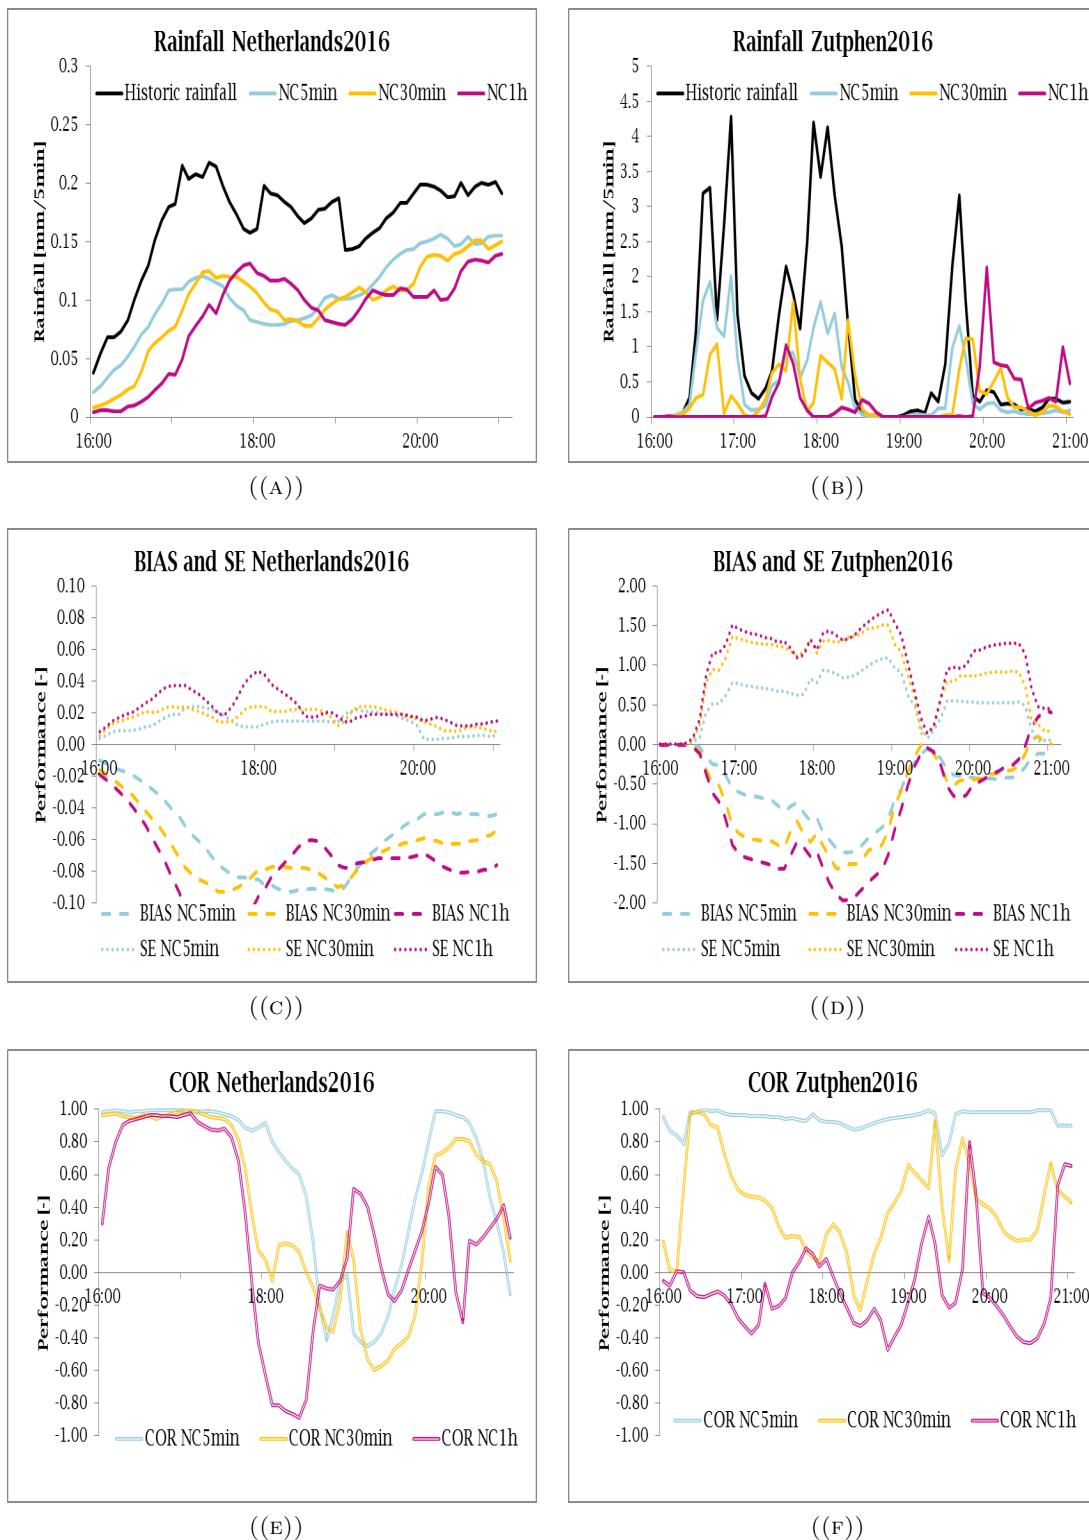 Rainfall Netherlands2016
0.3
Historic rainfall NC5min NC30min NC1h
0.25
0.2
0.15
0.1
0.05
0
Rainfall [mm/5min]
16:00 18:00 20:00
((A))
Rainfall Zutphen2016
5
Historic rainfall NC5min NC30min NC1h
4.5
4
3.5
3
2.5
2
1.5
1
0.5
0
Rainfall [mm/5min]
16:00 17:00 18:00 19:00 20:00 21:00
((B))
BIAS and SE Netherlands2016
0.10
0.08
0.06
0.04
0.02
0.00
-0.02
-0.04
-0.06
-0.08
-0.10
Performance [-]
16:00 18:00 20:00
BIAS NC5min BIAS NC30min BIAS NC1h
SE NC5min SE NC30min SE NC1h
((C))
BIAS and SE Zutphen2016
2.00
1.50
1.00
0.50
0.00
-0.50
-1.00
-1.50
-2.00
Performance [-]
16:00 17:00 18:00 19:00 20:00 21:00
BIAS NC5min BIAS NC30min BIAS NC1h
SE NC5min SE NC30min SE NC1h
((D))
COR Netherlands2016
1.00
0.80
0.60
0.40
0.20
0.00
-0.20
-0.40
-0.60
-0.80
-1.00
Performance [-]
16:00 18:00 20:00
COR NC5min COR NC30min COR NC1h
((E))
COR Zutphen2016
1.00
0.80
0.60
0.40
0.20
0.00
-0.20
-0.40
-0.60
-0.80
-1.00
Performance [-]
16:00 17:00 18:00 19:00 20:00 21:00
COR NC5min COR NC30min COR NC1h
((F))